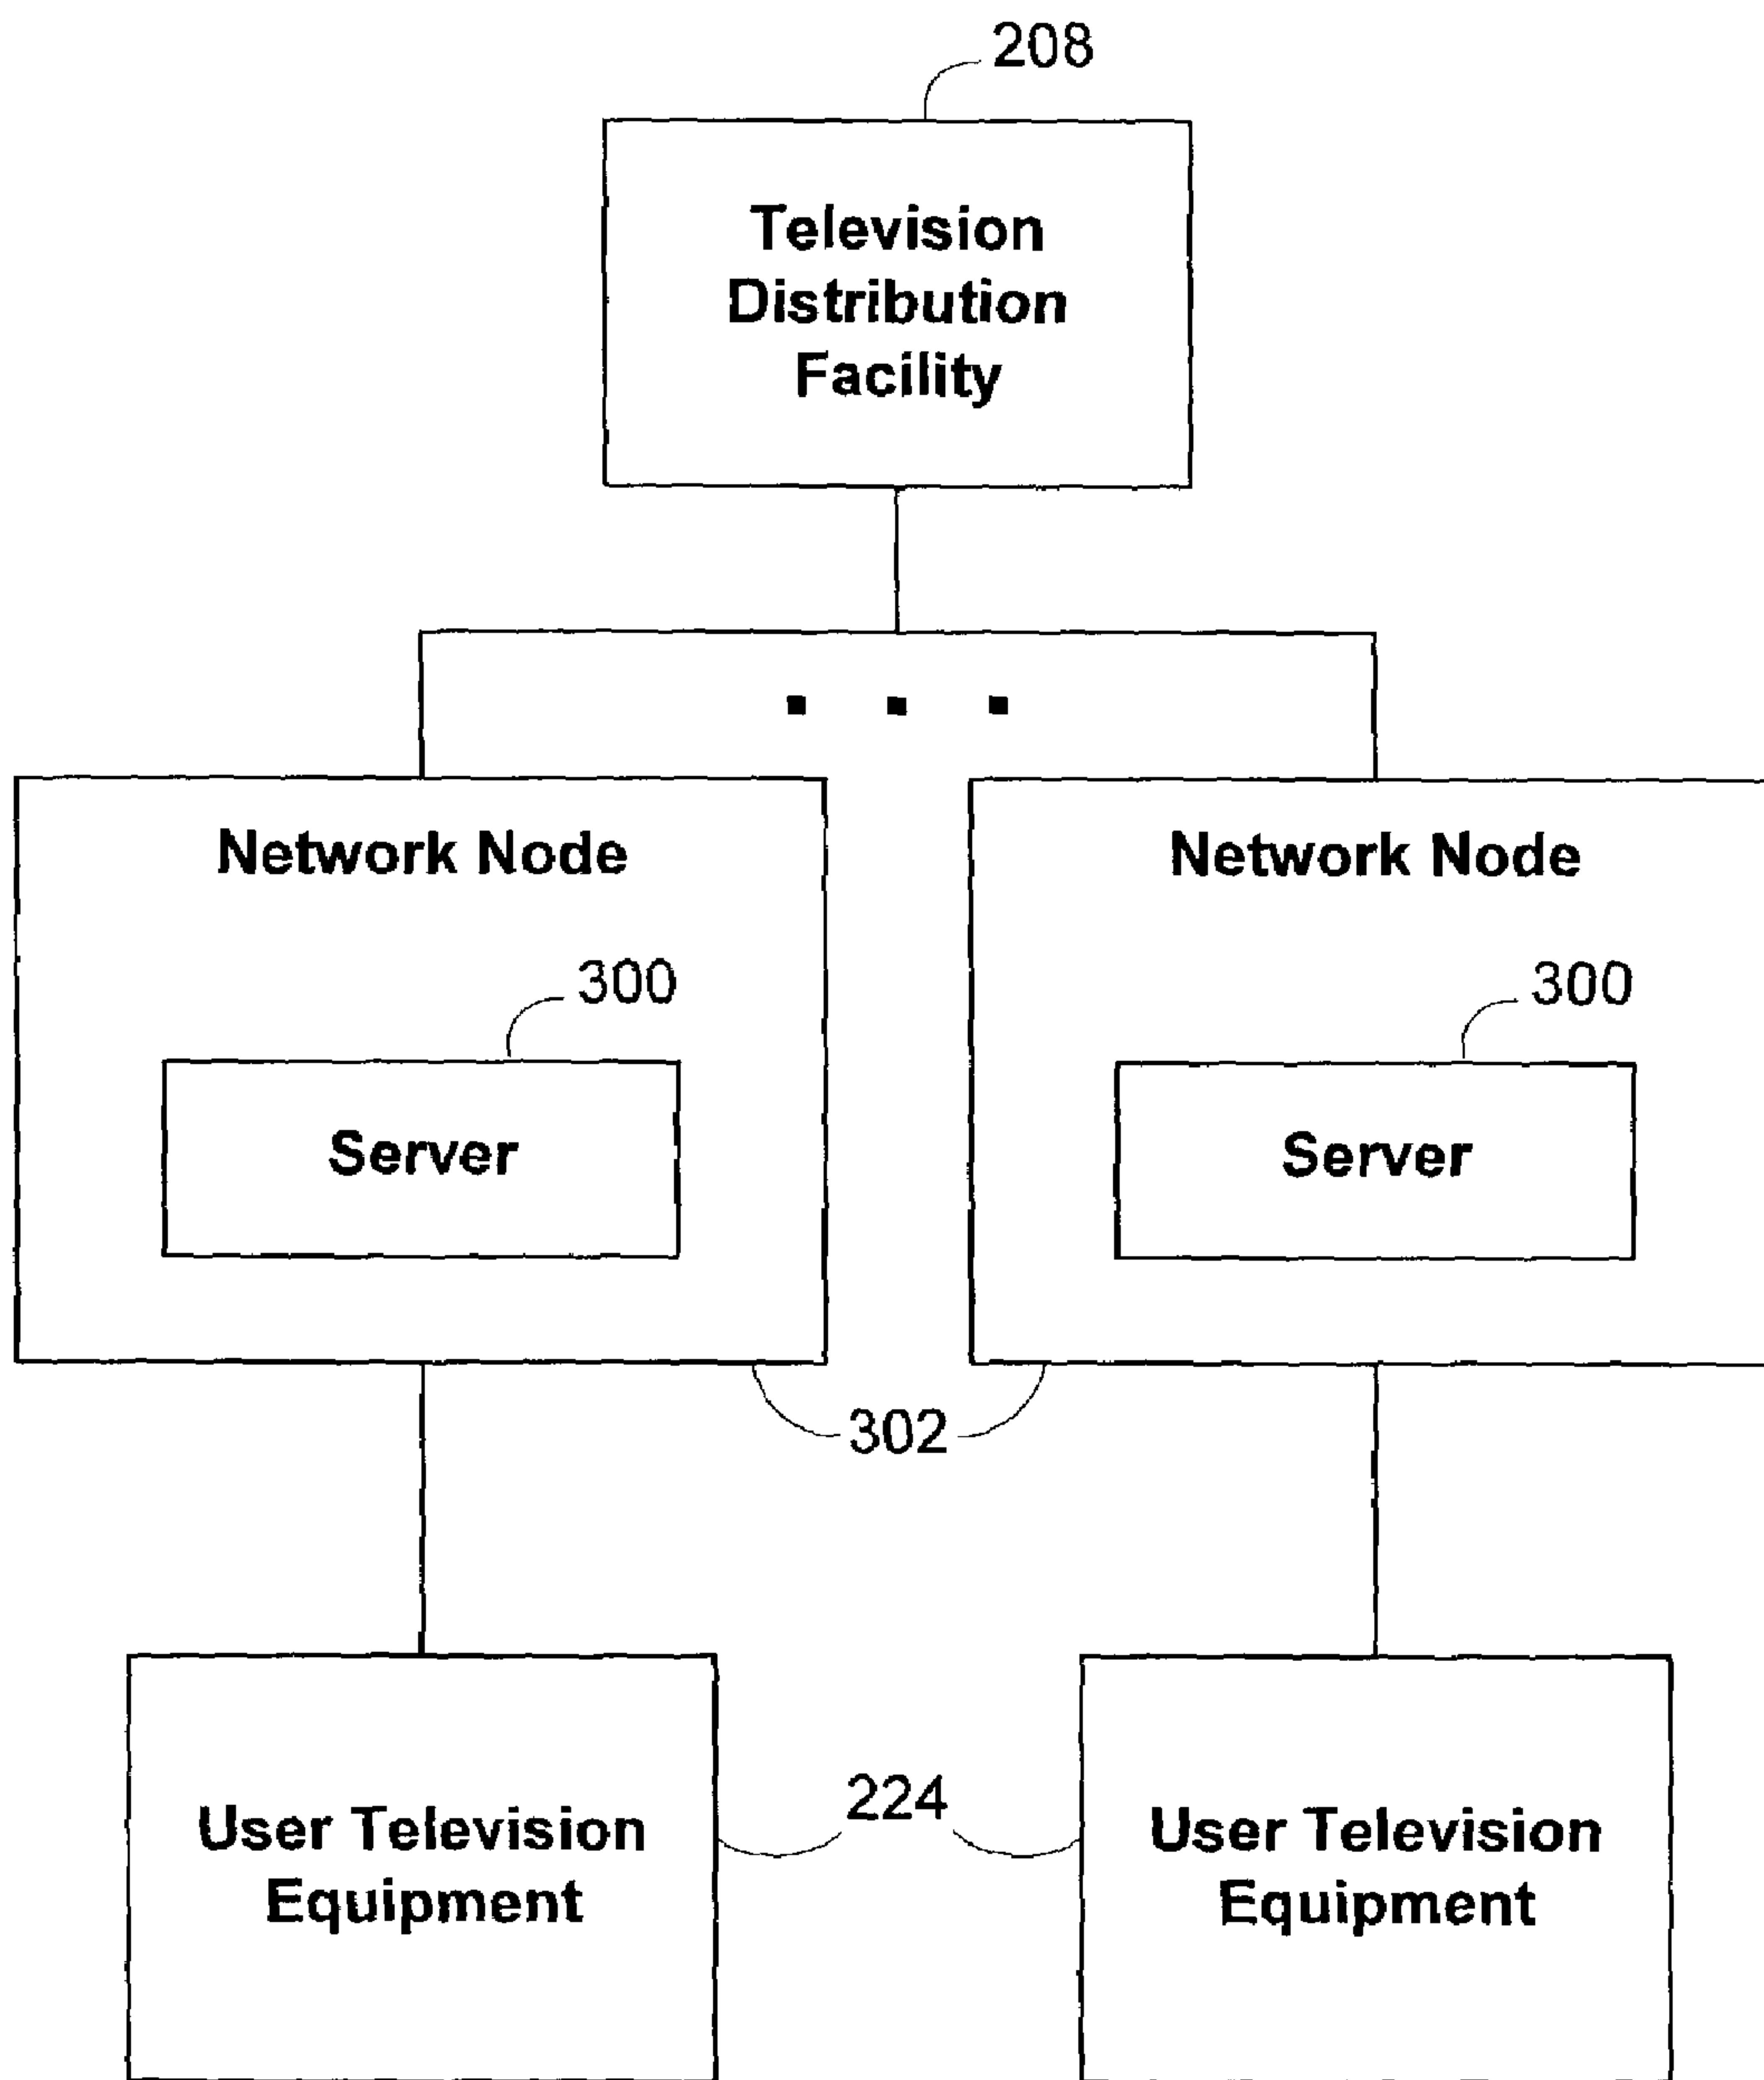 208
Television
Distribution
Facility
Network Node
Network Node
300
300
Server
Server
302
224
User Television
Equipment
User Television
Equipment